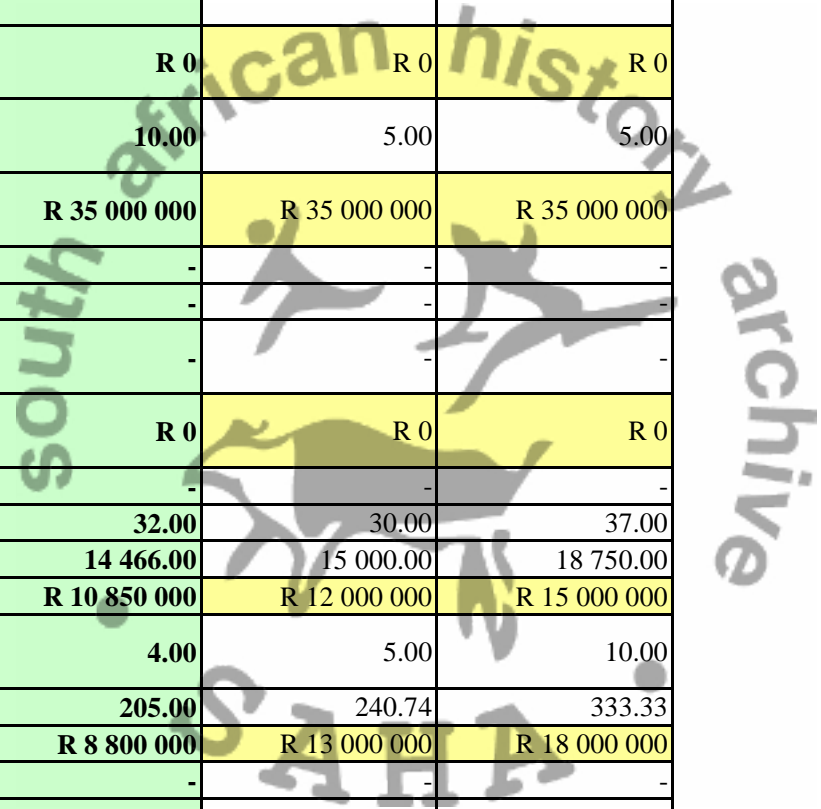 R 0 R 0 R 0
10.00 5.00 5.00
R 35 000 000 R 35 000 000 R 35 000 000
- - -
- - -
- - -
R 0 R 0 R 0
- - -
32.00 30.00 37.00
14 466.00 15 000.00 18 750.00
R 10 850 000 R 12 000 000 R 15 000 000
4.00 5.00 10.00
205.00 240.74 333.33
R 8 800 000 R 13 000 000 R 18 000 000
- - -
south african history archive
• SAHA •